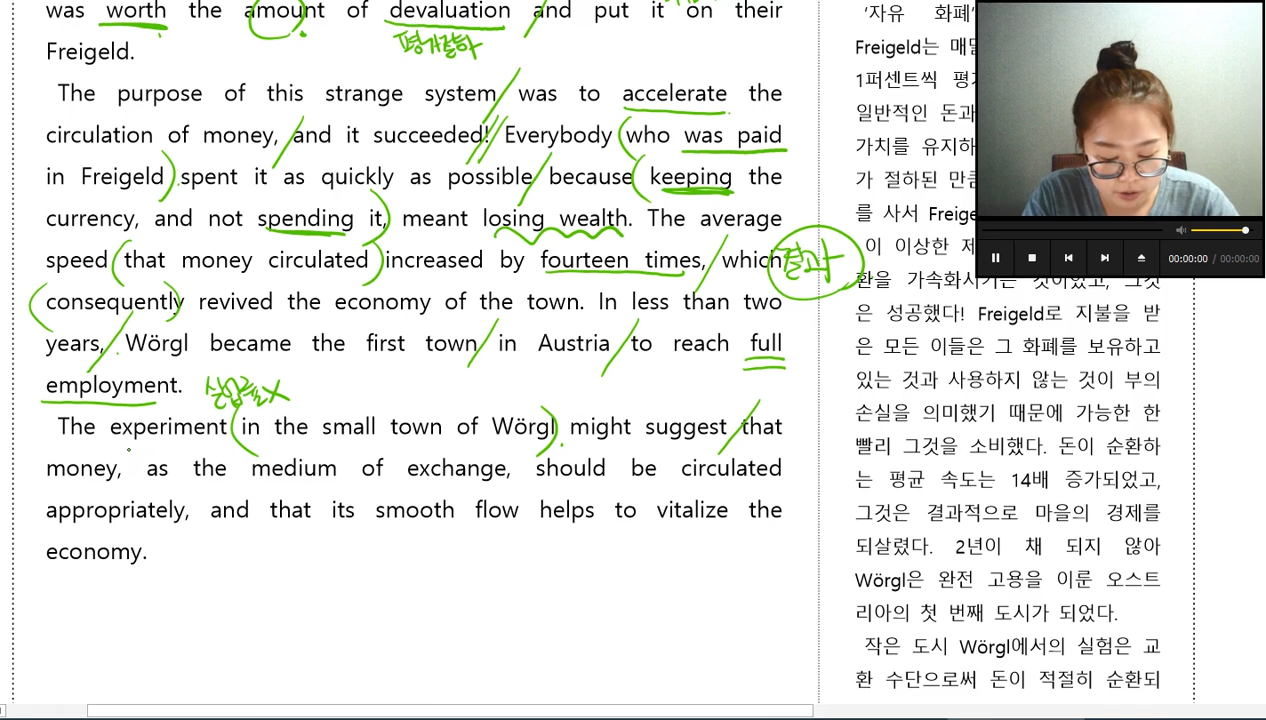 was worth the amount of devaluation and put it on their
Freigeld.
평가절하
The purpose of this strange system was to accelerate the
circulation of money, and it succeeded! Everybody who was paid
in Freigeld spent it as quickly as possible because keeping the
currency, and not spending it, meant losing wealth. The average
speed that money circulated increased by fourteen times, which
결과
consequently revived the economy of the town. In less than two
years, Wörgl became the first town in Austria to reach full
employment.
실업률X
The experiment in the small town of Wörgl might suggest that
money, as the medium of exchange, should be circulated
appropriately, and that its smooth flow helps to vitalize the
economy.
'자유 화폐'
Freigeld는 매달
1퍼센트씩 평가
일반적인 돈과
가치를 유지하
가 절하된 만큼
를 사서 Freige
이 이상한 제
환을 가속화시키는 것이었고, 그것
은 성공했다! Freigeld로 지불을 받
은 모든 이들은 그 화폐를 보유하고
있는 것과 사용하지 않는 것이 부의
손실을 의미했기 때문에 가능한 한
빨리 그것을 소비했다. 돈이 순환하
는 평균 속도는 14배 증가되었고,
그것은 결과적으로 마을의 경제를
되살렸다. 2년이 채 되지 않아
Wörgl은 완전 고용을 이룬 오스트
리아의 첫 번째 도시가 되었다.
작은 도시 Wörgl에서의 실험은 교
환 수단으로써 돈이 적절히 순환되
00:00:00 / 00:00:00